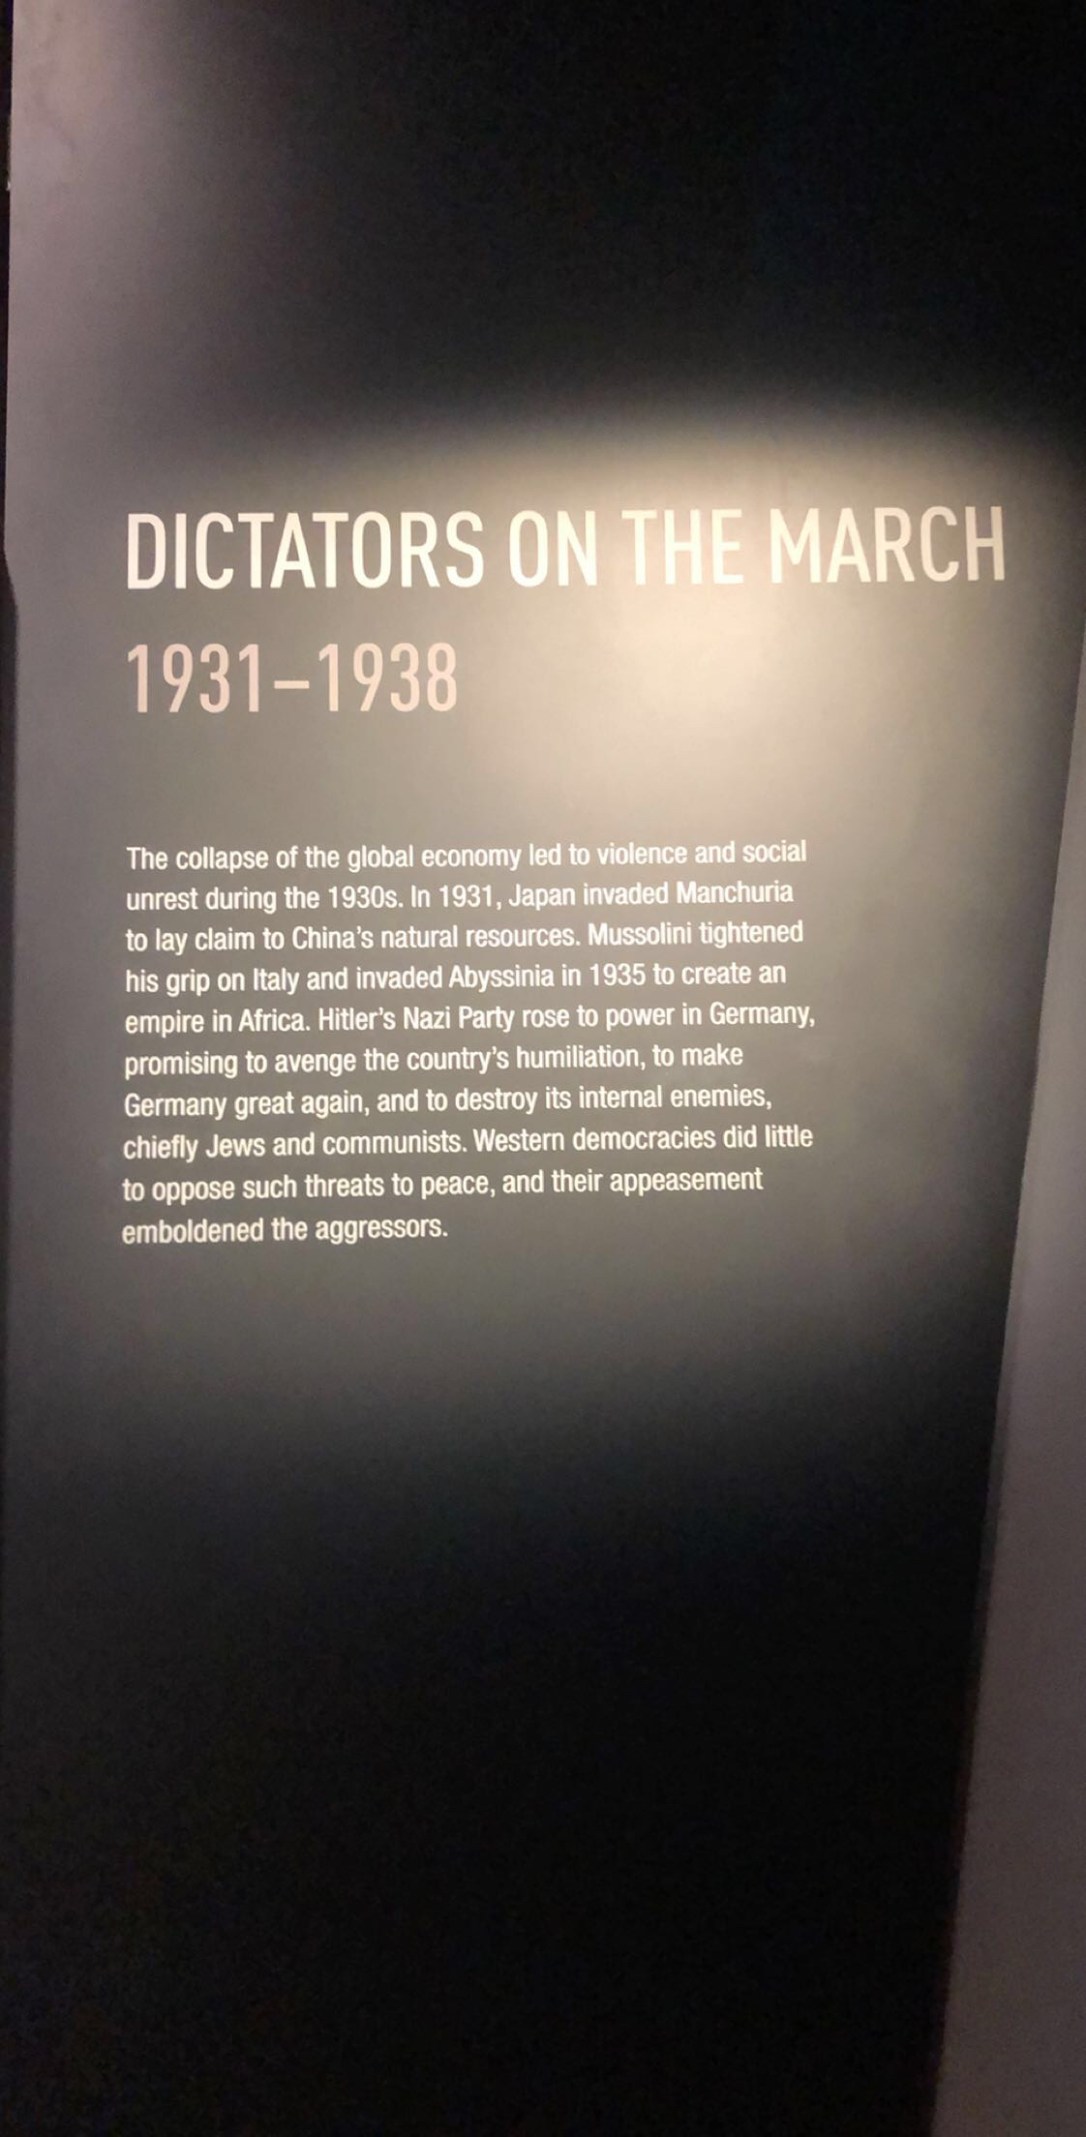 DICTATORS ON THE MARCH
1931–1938
The collapse of the global economy led to violence and social
unrest during the 1930s. In 1931, Japan invaded Manchuria
to lay claim to China's natural resources. Mussolini tightened
his grip on Italy and invaded Abyssinia in 1935 to create an
empire in Africa. Hitler's Nazi Party rose to power in Germany,
promising to avenge the country's humiliation, to make
Germany great again, and to destroy its internal enemies,
chiefly Jews and communists. Western democracies did little
to oppose such threats to peace, and their appeasement
emboldened the aggressors.